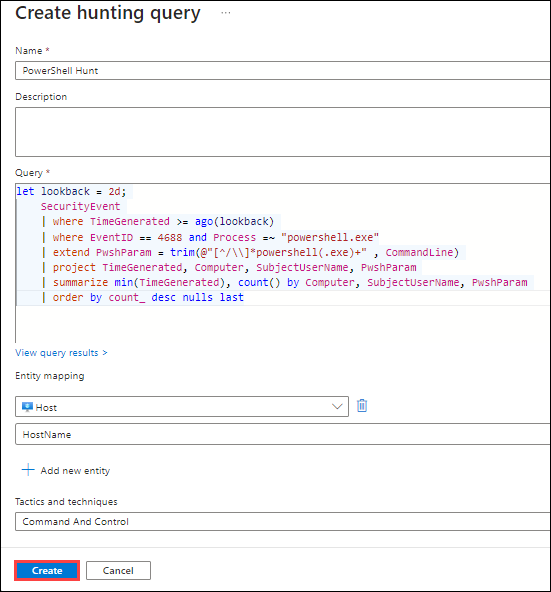 Create hunting query ...
Name *
PowerShell Hunt
Description
Query *
let lookback = 2d;
SecurityEvent
| where TimeGenerated >= ago(lookback)
| where EventID == 4688 and Process =~ "powershell.exe"
| extend PwshParam = trim(@"[^/\\]*powershell(.exe)+" , CommandLine)
| project TimeGenerated, Computer, SubjectUserName, PwshParam
| summarize min(TimeGenerated), count() by Computer, SubjectUserName, PwshParam
| order by count_ desc nulls last
View query results >
Entity mapping
Host
HostName
+ Add new entity
Tactics and techniques
Command And Control
Create Cancel